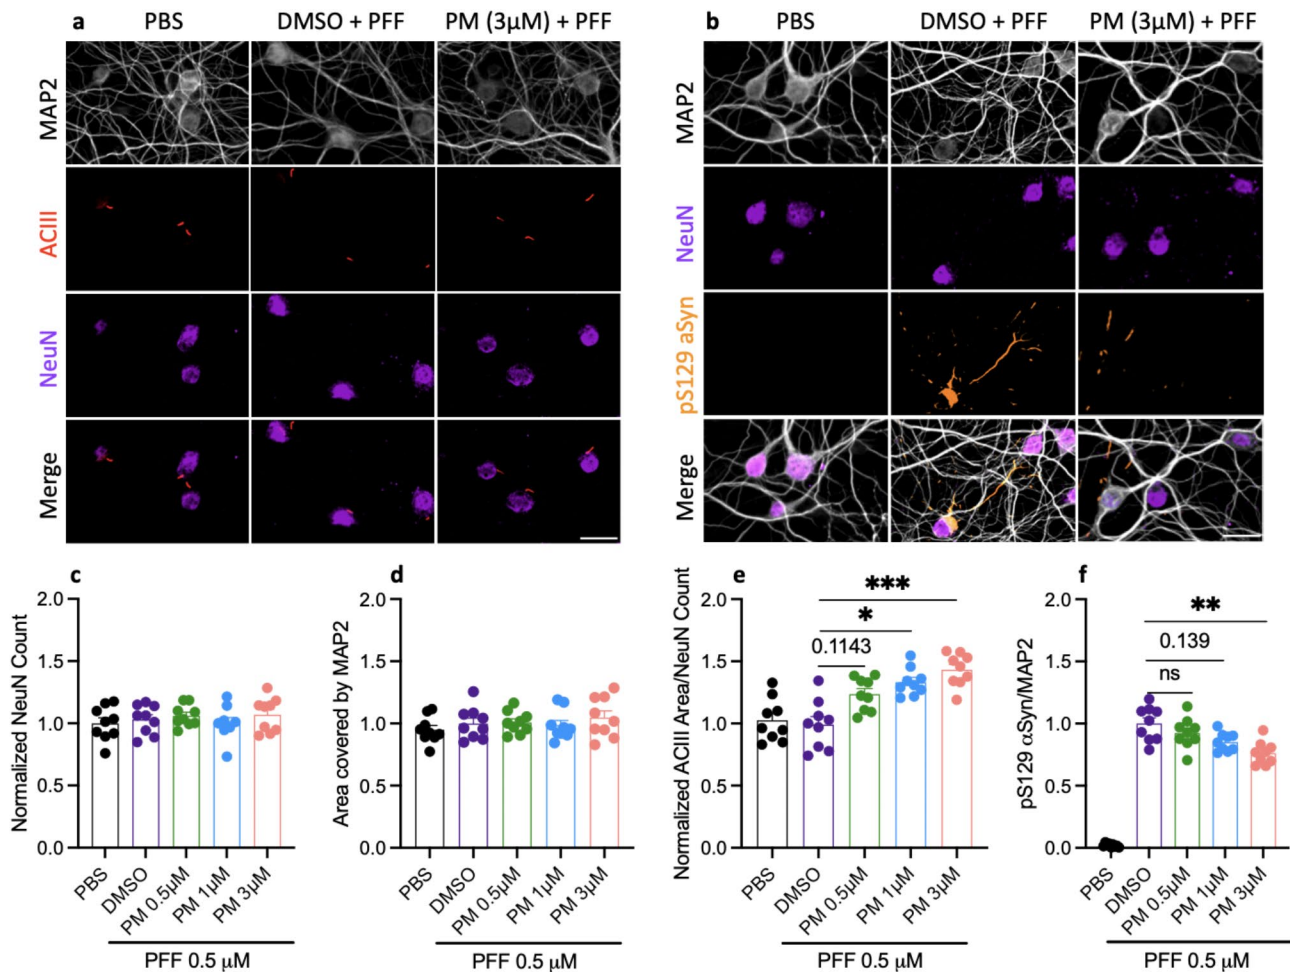 a
PBS
DMSO + PFF
PM (3μM) + PFF
MAP2
ACIII
NeuN
Merge
b
PBS
DMSO + PFF
PM (3μM) + PFF
MAP2
NeuN
pS129 aSyn
Merge
c
Normalized NeuN Count
2.0
1.5
1.0
0.5
0.0
PBS
DMSO
PM 0.5μM
PM 1μM
PM 3μM
PFF 0.5 μM
d
Area covered by MAP2
2.0
1.5
1.0
0.5
0.0
PBS
DMSO
PM 0.5μM
PM 1μM
PM 3μM
PFF 0.5 μM
e
Normalized ACIII Area/NeuN Count
2.0
1.5
1.0
0.5
0.0
***
*
0.1143
PBS
DMSO
PM 0.5μM
PM 1μM
PM 3μM
PFF 0.5 μM
f
pS129 αSyn/MAP2
2.0
1.5
1.0
0.5
0.0
**
0.139
ns
PBS
DMSO
PM 0.5μM
PM 1μM
PM 3μM
PFF 0.5 μM